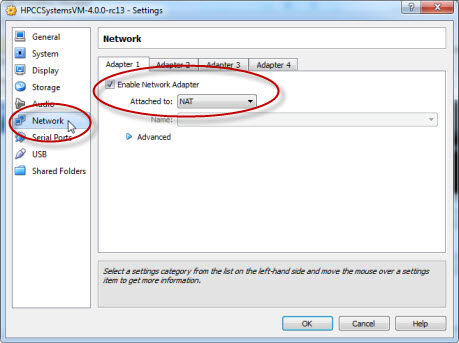 HPCCSystemsVM-4.0.0-rc13 - Settings
General
System
Display
Storage
Audio
Network
Serial Ports
USB
Shared Folders
Network
Adapter 1 Adapter 2 Adapter 3 Adapter 4
Enable Network Adapter
Attached to: NAT
Name:
Advanced
Select a settings category from the list on the left-hand side and move the mouse over a settings
item to get more information.
OK Cancel Help